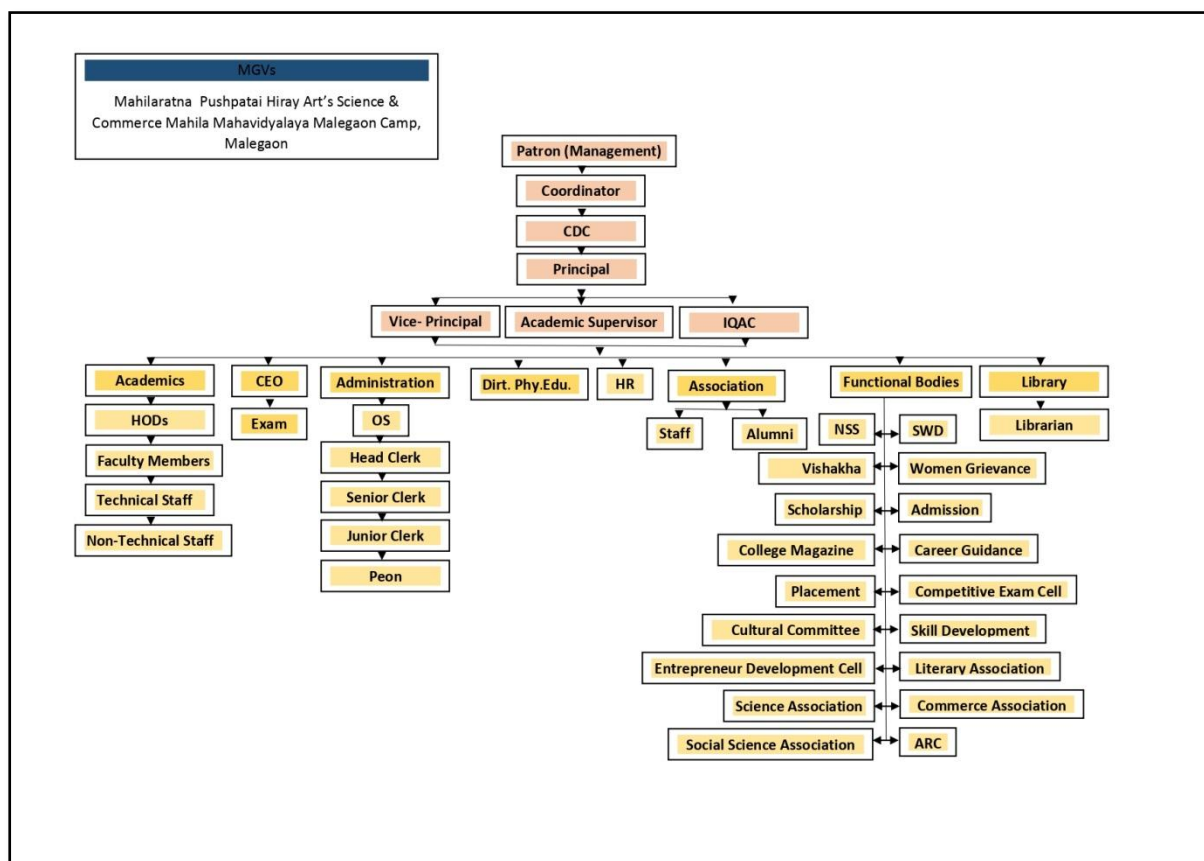 MGVs
Mahilaratna Pushpatai Hiray Art's Science &
Commerce Mahila Mahavidyalaya Malegaon Camp,
Malegaon
Patron (Management)
Coordinator
CDC
Principal
Vice- Principal
Academic Supervisor
IQAC
Academics
CEO
Administration
Dirt. Phy.Edu.
HR
Association
Functional Bodies
Library
HODs
Exam
OS
Staff
Alumni
NSS
SWD
Librarian
Faculty Members
Head Clerk
Vishakha
Women Grievance
Technical Staff
Senior Clerk
Scholarship
Admission
Non-Technical Staff
Junior Clerk
College Magazine
Career Guidance
Peon
Placement
Competitive Exam Cell
Cultural Committee
Skill Development
Entrepreneur Development Cell
Literary Association
Science Association
Commerce Association
Social Science Association
ARC